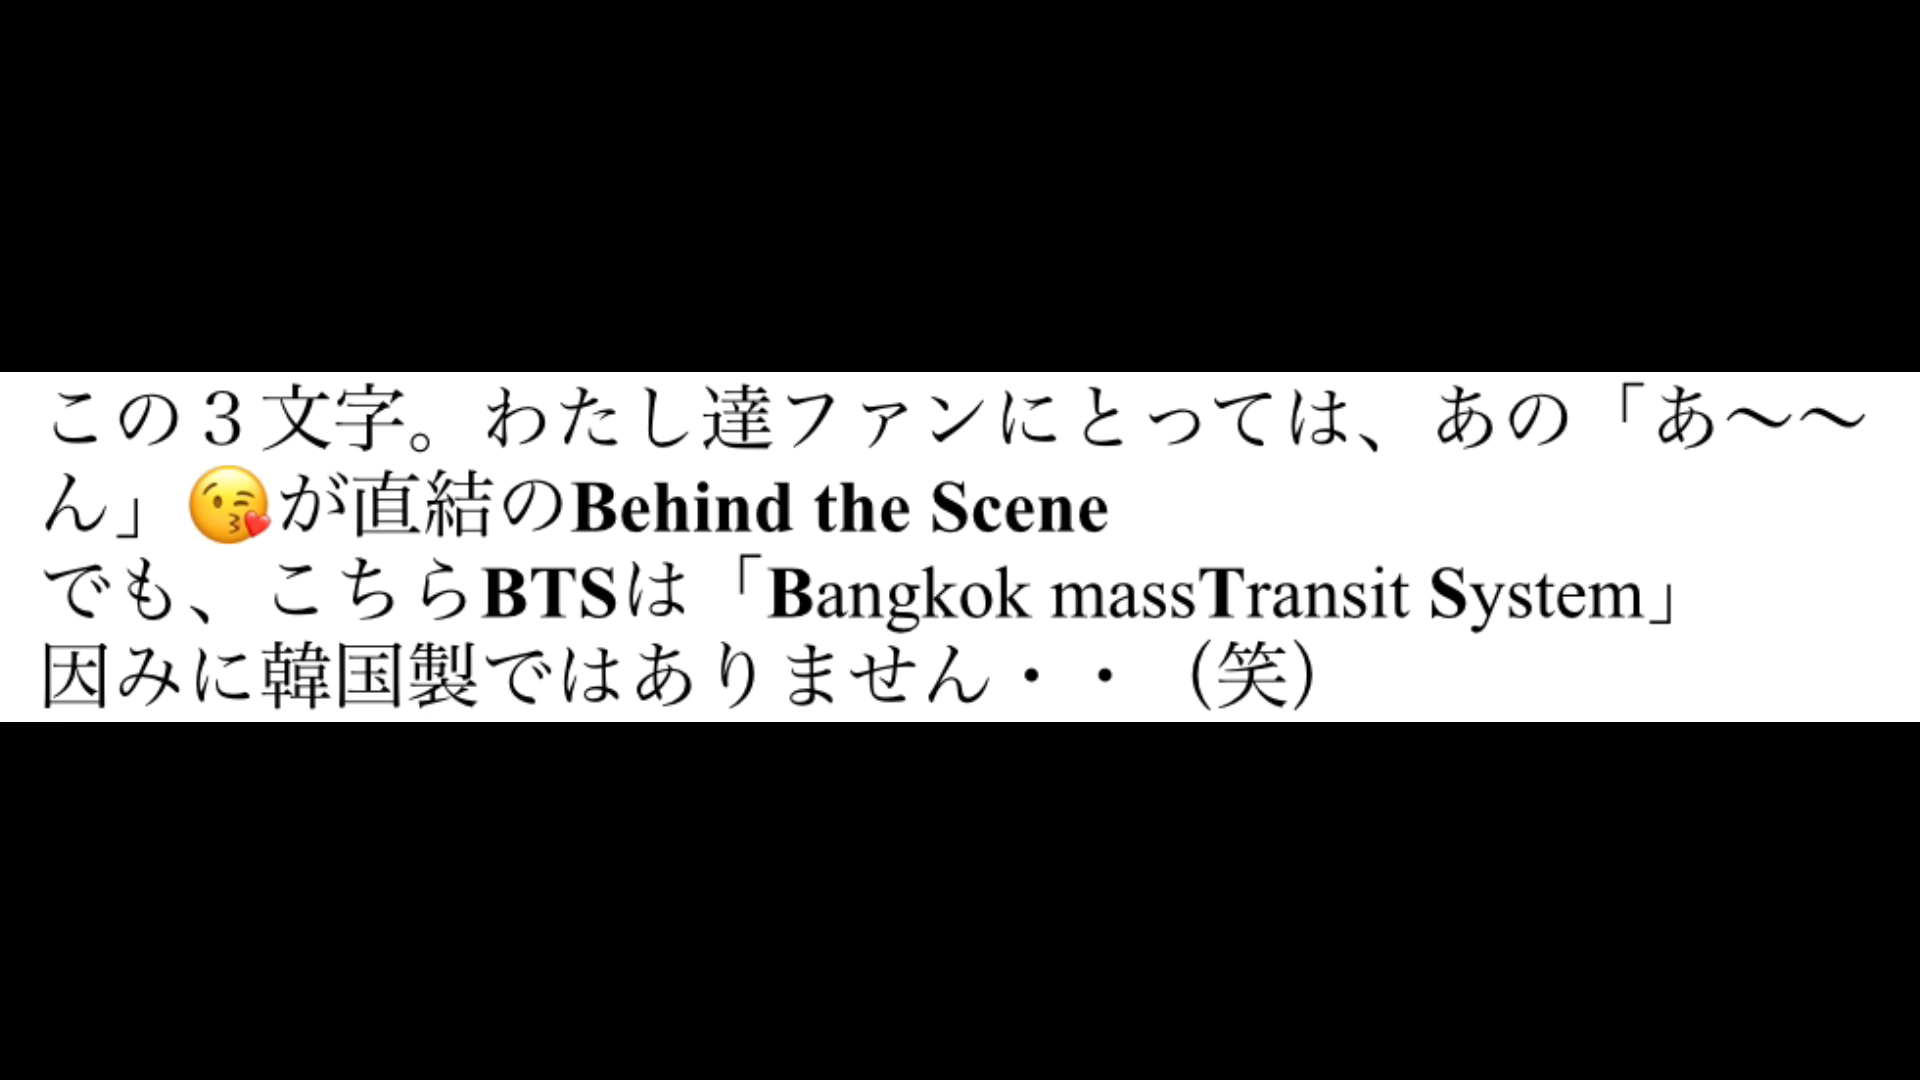 この３文字。わたし達ファンにとっては、あの「あ〜〜
ん」😘が直結のBehind the Scene
でも、こちらBTSは「Bangkok massTransit System」
因みに韓国製ではありません・・（笑）